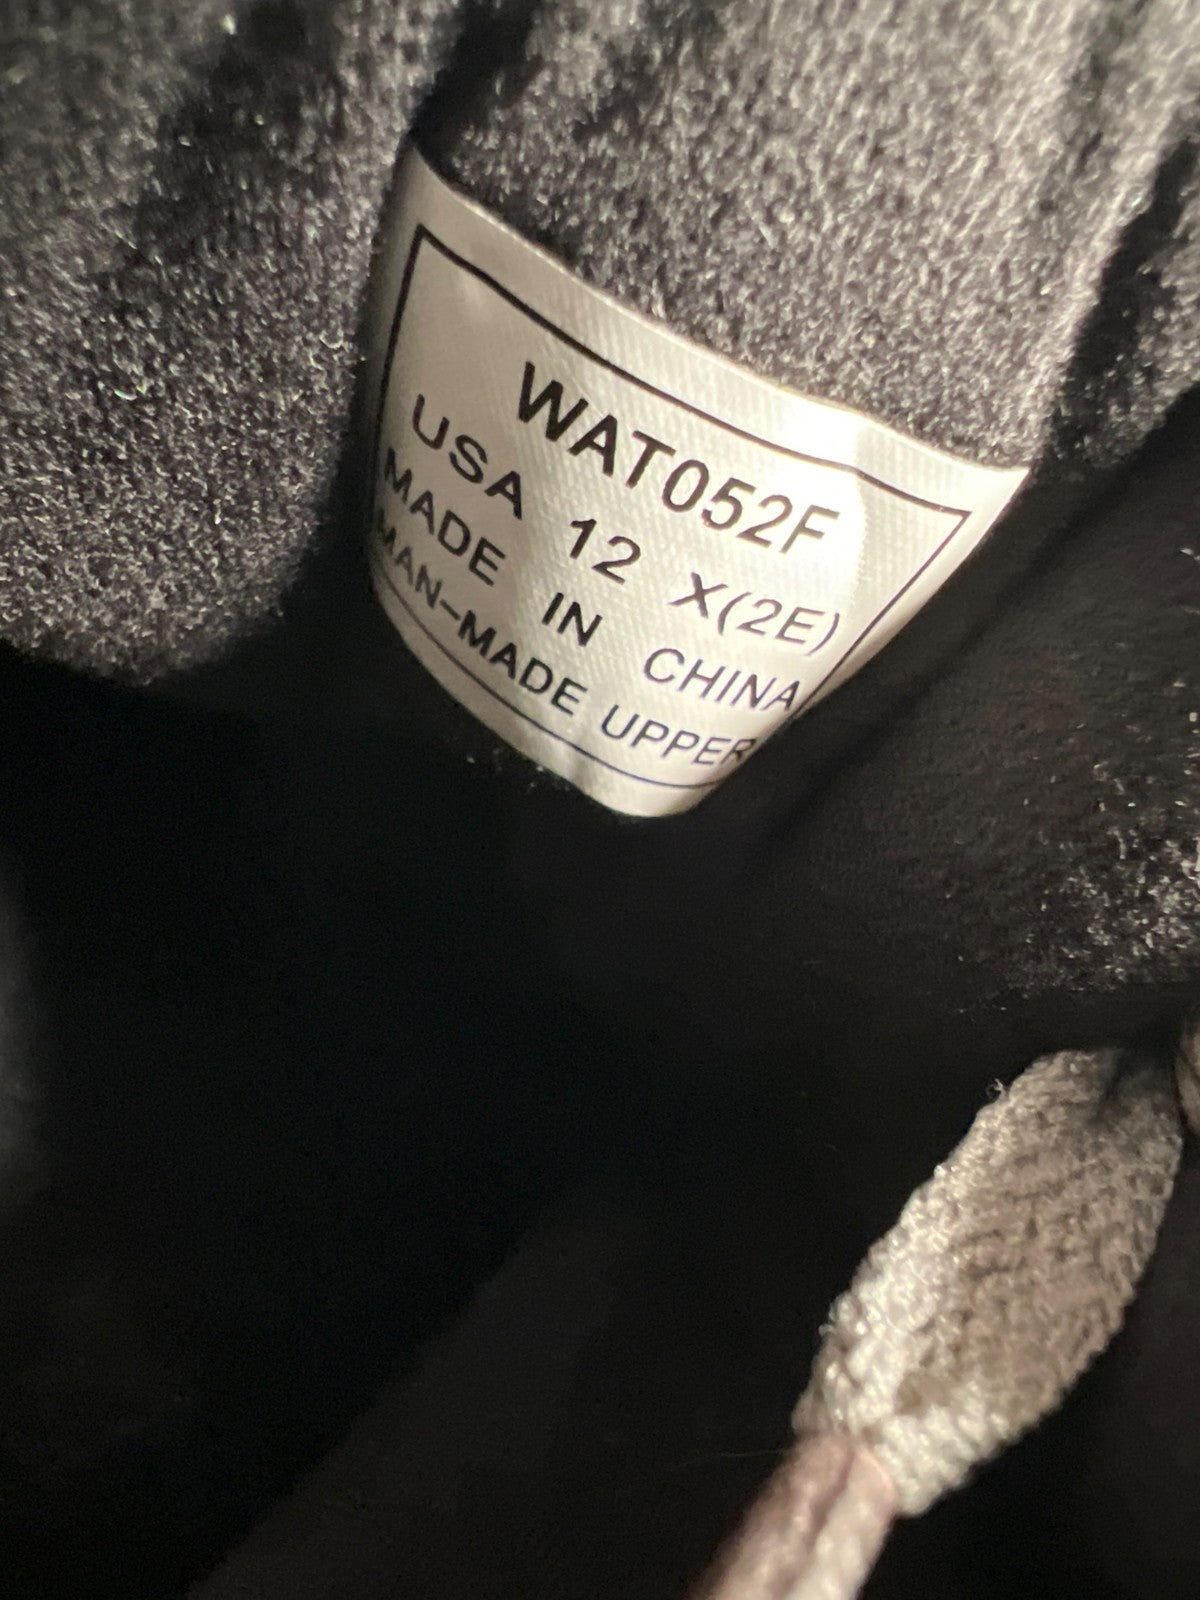 WAT052F
USA 12 X(2E)
MADE IN CHINA
MAN-MADE UPPER